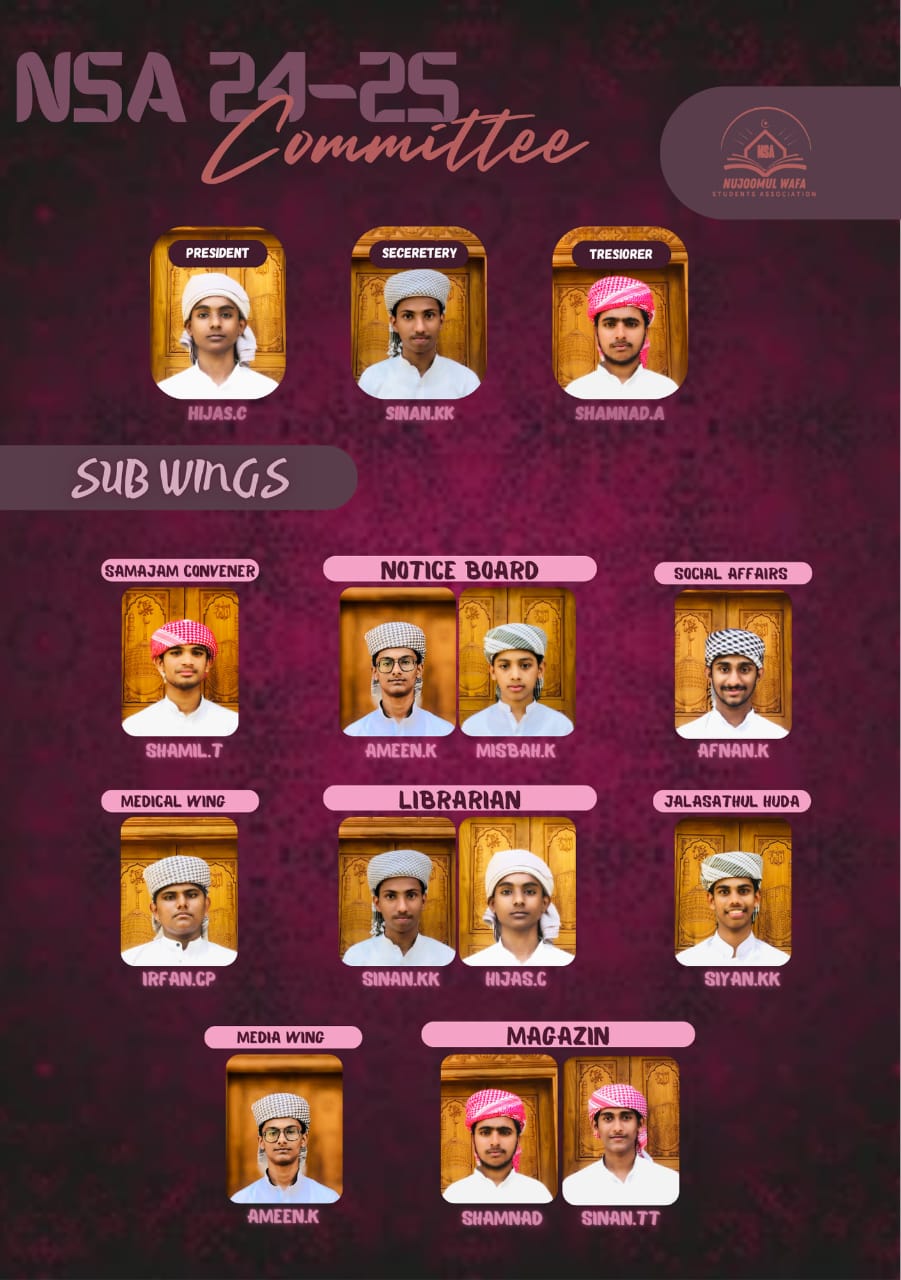 NSA 24-25
Committee
NSA
NUJOOMUL WAFA
STUDENTS ASSOCIATION
PRESIDENT
SECERETERY
TRESIORER
HIJAS.C
SINAN.KK
SHAMNAD.A
SUB WINGS
SAMAJAM CONVENER
NOTICE BOARD
SOCIAL AFFAIRS
SHAMIL.T
AMEEN.K
MISBAH.K
AFNAN.K
MEDICAL WING
LIBRARIAN
JALASATHUL HUDA
IRFAN.CP
SINAN.KK
HIJAS.C
SIYAN.KK
MEDIA WING
MAGAZIN
AMEEN.K
SHAMNAD
SINAN.TT